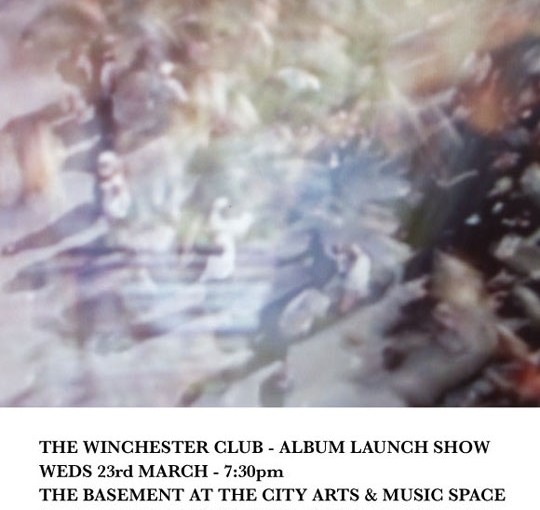 THE WINCHESTER CLUB - ALBUM LAUNCH SHOW
WEDS 23rd MARCH - 7:30pm
THE BASEMENT AT THE CITY ARTS & MUSIC SPACE